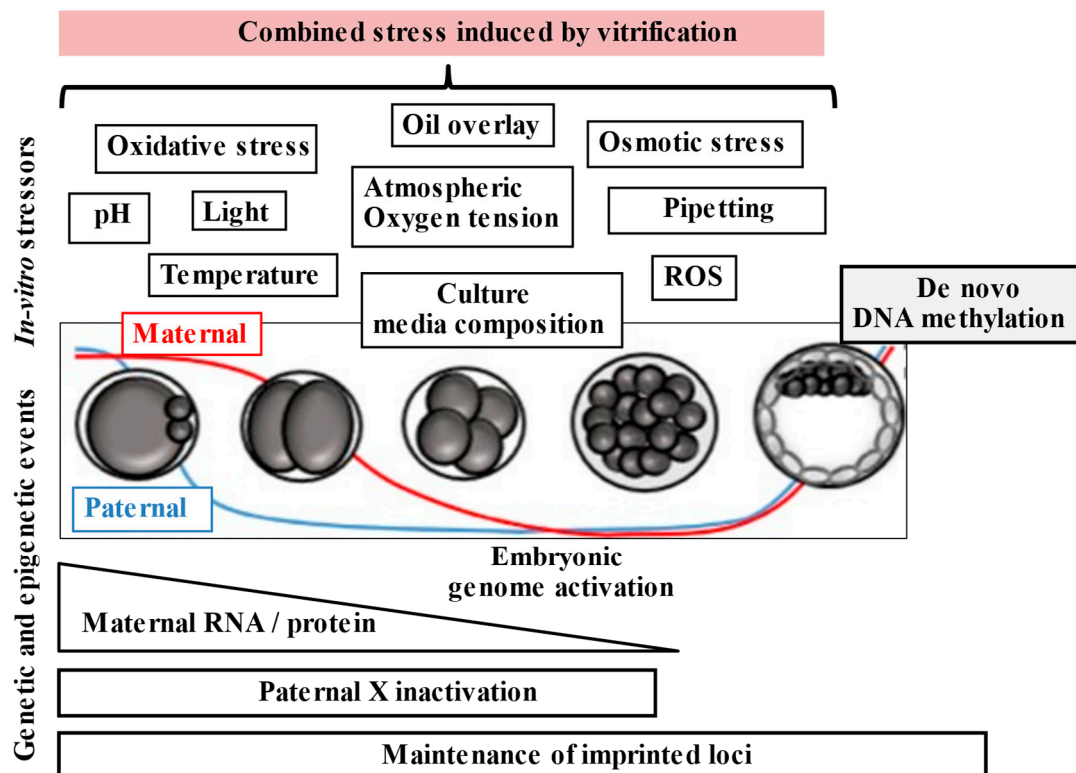 Combined stress induced by vitrification
Oil overlay
Oxidative stress
Osmotic stress
Atmospheric
Oxygen tension
pH
Light
Pipetting
Temperature
ROS
Culture
media composition
De novo
DNA methylation
In-vitro stressors
Maternal
Paternal
Genetic and epigenetic events
Embryonic
genome activation
Maternal RNA / protein
Paternal X inactivation
Maintenance of imprinted loci